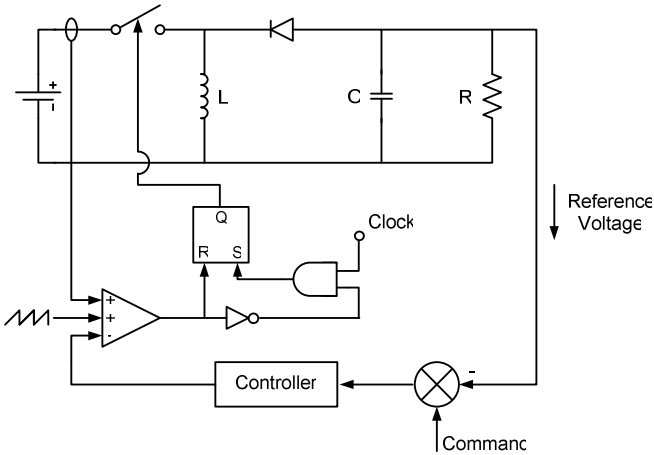 +
-
L
C
R
Reference
Voltage
Q
R S
Clock
+
+
-
Controller
-
Command